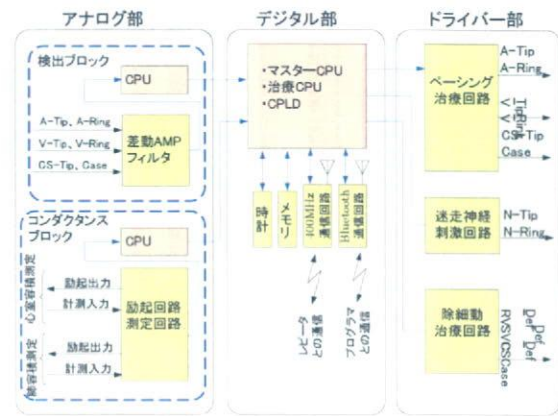 アナログ部
検出ブロック
CPU
A-Tip、A-Ring
V-Tip、V-Ring
CS-Tip、Case
差動AMP
フィルタ
コンダクタンス
ブロック
CPU
心室容積測定
励起出力
計測入力
励起回路
測定回路
肺容積測定
励起出力
計測入力
デジタル部
・マスターCPU
・治療CPU
・CPLD
時計
メモリ
400MHz
通信回路
Bluetooth
通信回路
レピータ
との通信
プログラマ
との通信
ドライバー部
ペーシング
治療回路
A-Tip
A-Ring
CS-Tip
Case
迷走神経
刺激回路
N-Tip
N-Ring
除細動
治療回路
Def
Def
Def